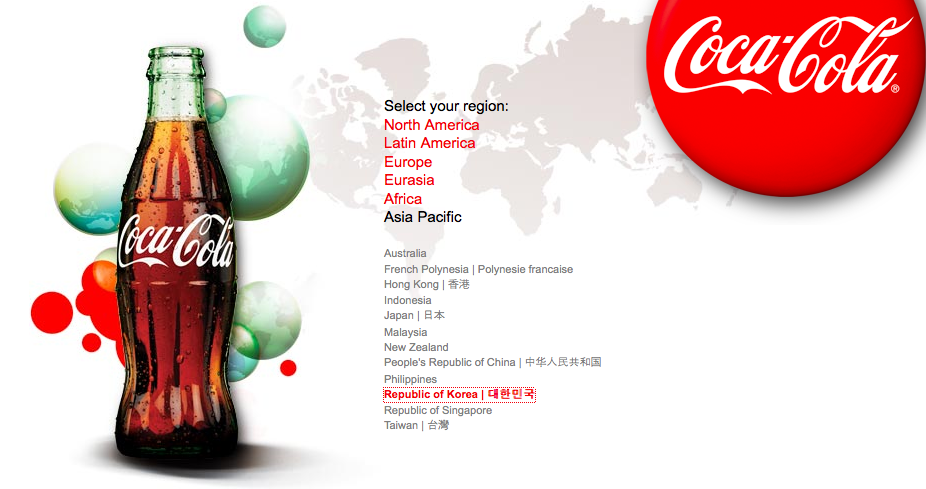 Coca-Cola®
Select your region:
North America
Latin America
Europe
Eurasia
Africa
Asia Pacific
Coca-Cola
Australia
French Polynesia | Polynesie francaise
Hong Kong | 香港
Indonesia
Japan | 日本
Malaysia
New Zealand
People's Republic of China | 中华人民共和国
Philippines
Republic of Korea | 대한민국
Republic of Singapore
Taiwan | 台灣